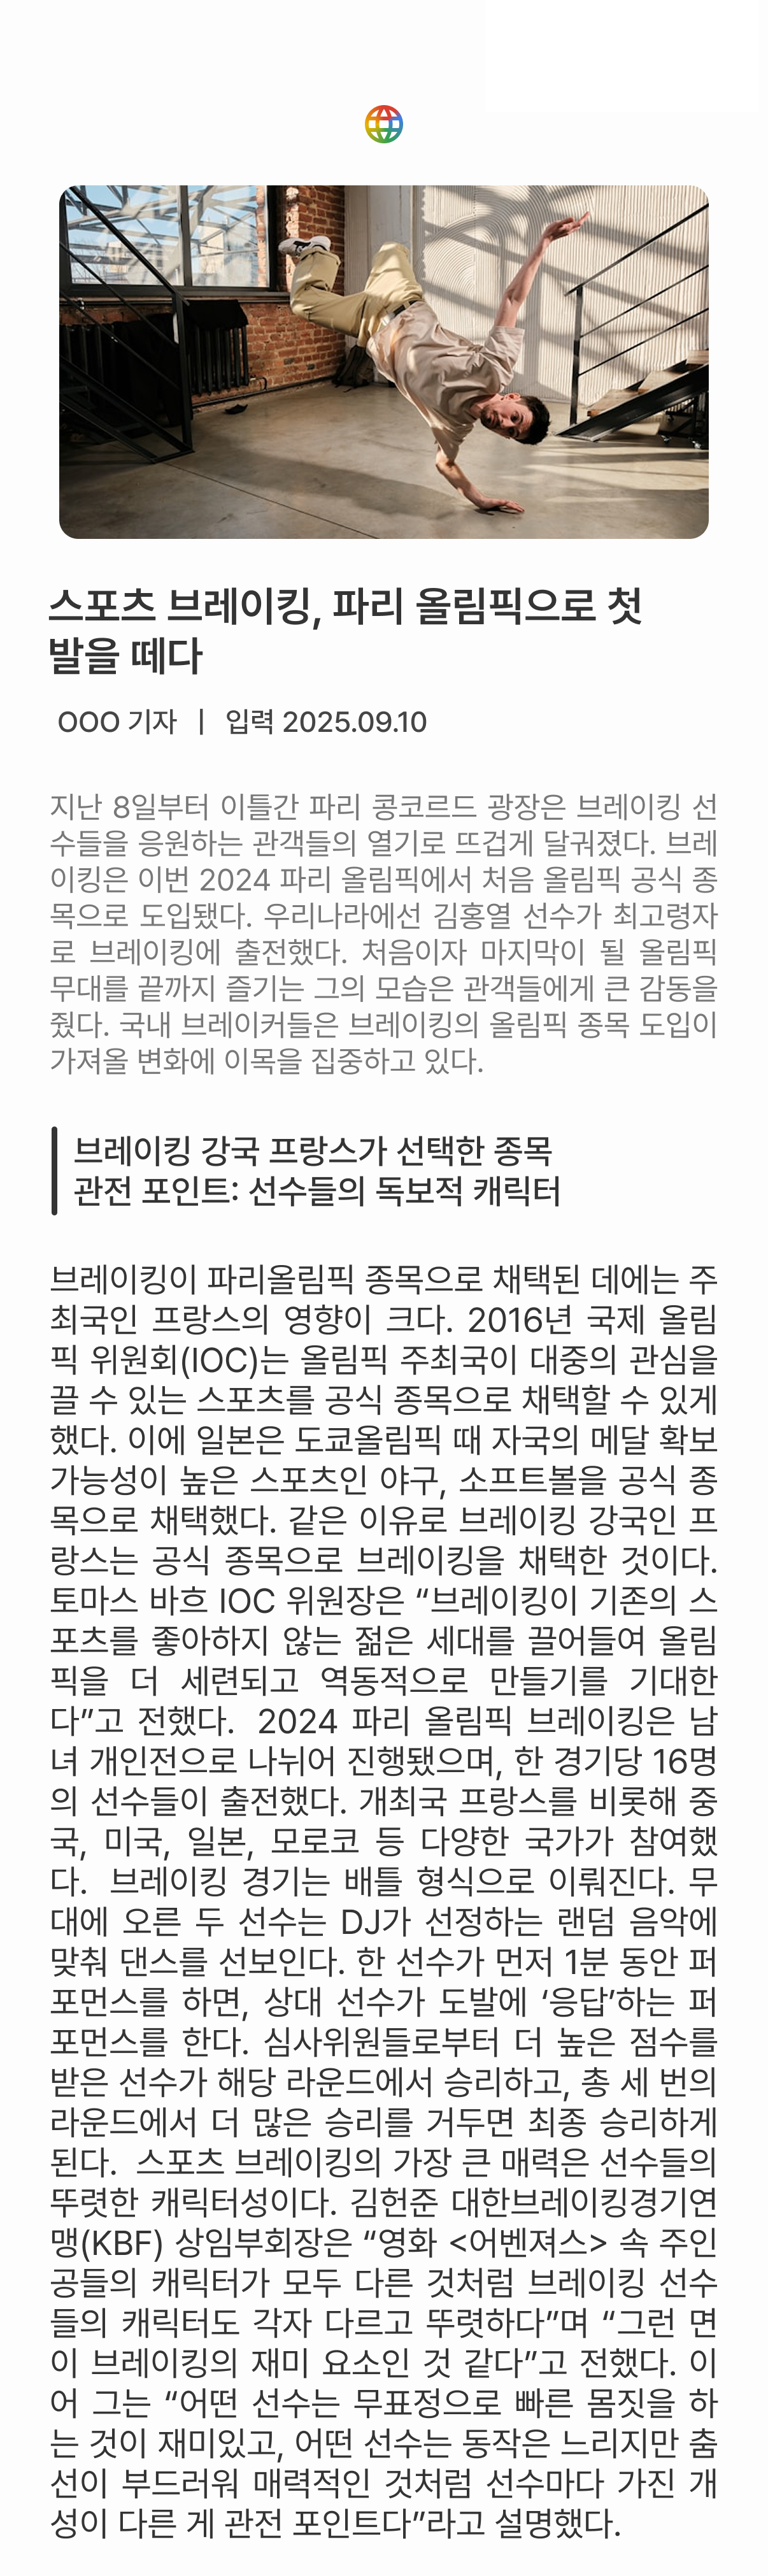 스포츠 브레이킹, 파리 올림픽으로 첫
발을 떼다
OOO 기자 | 입력 2025.09.10
지난 8일부터 이틀간 파리 콩코르드 광장은 브레이킹 선
수들을 응원하는 관객들의 열기로 뜨겁게 달궈졌다. 브레
이킹은 이번 2024 파리 올림픽에서 처음 올림픽 공식 종
목으로 도입됐다. 우리나라에선 김홍열 선수가 최고령자
로 브레이킹에 출전했다. 처음이자 마지막이 될 올림픽
무대를 끝까지 즐기는 그의 모습은 관객들에게 큰 감동을
줬다. 국내 브레이커들은 브레이킹의 올림픽 종목 도입이
가져올 변화에 이목을 집중하고 있다.
브레이킹 강국 프랑스가 선택한 종목
관전 포인트: 선수들의 독보적 캐릭터
브레이킹이 파리올림픽 종목으로 채택된 데에는 주
최국인 프랑스의 영향이 크다. 2016년 국제 올림
픽 위원회(IOC)는 올림픽 주최국이 대중의 관심을
끌 수 있는 스포츠를 공식 종목으로 채택할 수 있게
했다. 이에 일본은 도쿄올림픽 때 자국의 메달 확보
가능성이 높은 스포츠인 야구, 소프트볼을 공식 종
목으로 채택했다. 같은 이유로 브레이킹 강국인 프
랑스는 공식 종목으로 브레이킹을 채택한 것이다.
토마스 바흐 IOC 위원장은 “브레이킹이 기존의 스
포츠를 좋아하지 않는 젊은 세대를 끌어들여 올림
픽을 더 세련되고 역동적으로 만들기를 기대한
다”고 전했다. 2024 파리 올림픽 브레이킹은 남
녀 개인전으로 나뉘어 진행됐으며, 한 경기당 16명
의 선수들이 출전했다. 개최국 프랑스를 비롯해 중
국, 미국, 일본, 모로코 등 다양한 국가가 참여했
다. 브레이킹 경기는 배틀 형식으로 이뤄진다. 무
대에 오른 두 선수는 DJ가 선정하는 랜덤 음악에
맞춰 댄스를 선보인다. 한 선수가 먼저 1분 동안 퍼
포먼스를 하면, 상대 선수가 도발에 ‘응답’하는 퍼
포먼스를 한다. 심사위원들로부터 더 높은 점수를
받은 선수가 해당 라운드에서 승리하고, 총 세 번의
라운드에서 더 많은 승리를 거두면 최종 승리하게
된다. 스포츠 브레이킹의 가장 큰 매력은 선수들의
뚜렷한 캐릭터성이다. 김헌준 대한브레이킹경기연
맹(KBF) 상임부회장은 “영화 <어벤져스> 속 주인
공들의 캐릭터가 모두 다른 것처럼 브레이킹 선수
들의 캐릭터도 각자 다르고 뚜렷하다”며 “그런 면
이 브레이킹의 재미 요소인 것 같다”고 전했다. 이
어 그는 “어떤 선수는 무표정으로 빠른 몸짓을 하
는 것이 재미있고, 어떤 선수는 동작은 느리지만 춤
선이 부드러워 매력적인 것처럼 선수마다 가진 개
성이 다른 게 관전 포인트다”라고 설명했다.